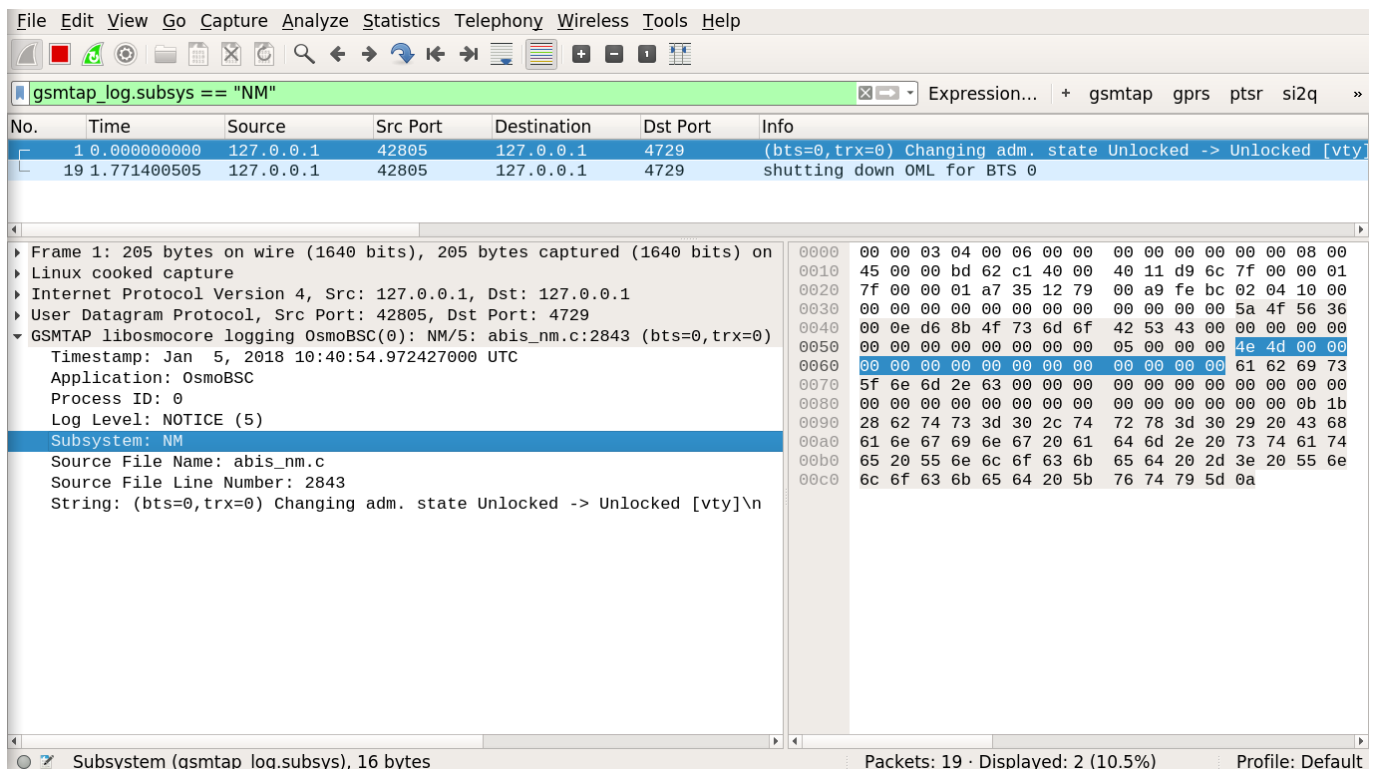 File Edit View Go Capture Analyze Statistics Telephony Wireless Tools Help
gsmtap_log.subsys == "NM" Expression... + gsmtap gprs ptsr si2q »
No. Time Source Src Port Destination Dst Port Info
1 0.000000000 127.0.0.1 42805 127.0.0.1 4729 (bts=0,trx=0) Changing adm. state Unlocked -> Unlocked [vty]
19 1.771400505 127.0.0.1 42805 127.0.0.1 4729 shutting down OML for BTS 0
Frame 1: 205 bytes on wire (1640 bits), 205 bytes captured (1640 bits) on
Linux cooked capture
Internet Protocol Version 4, Src: 127.0.0.1, Dst: 127.0.0.1
User Datagram Protocol, Src Port: 42805, Dst Port: 4729
GSMTAP libosmocore logging OsmoBSC(0): NM/5: abis_nm.c:2843 (bts=0,trx=0)
Timestamp: Jan  5, 2018 10:40:54.972427000 UTC
Application: OsmoBSC
Process ID: 0
Log Level: NOTICE (5)
Subsystem: NM
Source File Name: abis_nm.c
Source File Line Number: 2843
String: (bts=0,trx=0) Changing adm. state Unlocked -> Unlocked [vty]\n
0000 00 00 03 04 00 06 00 00 00 00 00 00 00 00 08 00
0010 45 00 00 bd 62 c1 40 00 40 11 d9 6c 7f 00 00 01
0020 7f 00 00 01 a7 35 12 79 00 a9 fe bc 02 04 10 00
0030 00 00 00 00 00 00 00 00 00 00 00 00 5a 4f 56 36
0040 00 0e d6 8b 4f 73 6d 6f 42 53 43 00 00 00 00 00
0050 00 00 00 00 00 00 00 00 05 00 00 00 4e 4d 00 00
0060 00 00 00 00 00 00 00 00 00 00 00 00 61 62 69 73
0070 5f 6e 6d 2e 63 00 00 00 00 00 00 00 00 00 00 00
0080 00 00 00 00 00 00 00 00 00 00 00 00 00 00 0b 1b
0090 28 62 74 73 3d 30 2c 74 72 78 3d 30 29 20 43 68
00a0 61 6e 67 69 6e 67 20 61 64 6d 2e 20 73 74 61 74
00b0 65 20 55 6e 6c 6f 63 6b 65 64 20 2d 3e 20 55 6e
00c0 6c 6f 63 6b 65 64 20 5b 76 74 79 5d 0a
Subsystem (gsmtap_log.subsys), 16 bytes Packets: 19 · Displayed: 2 (10.5%) Profile: Default